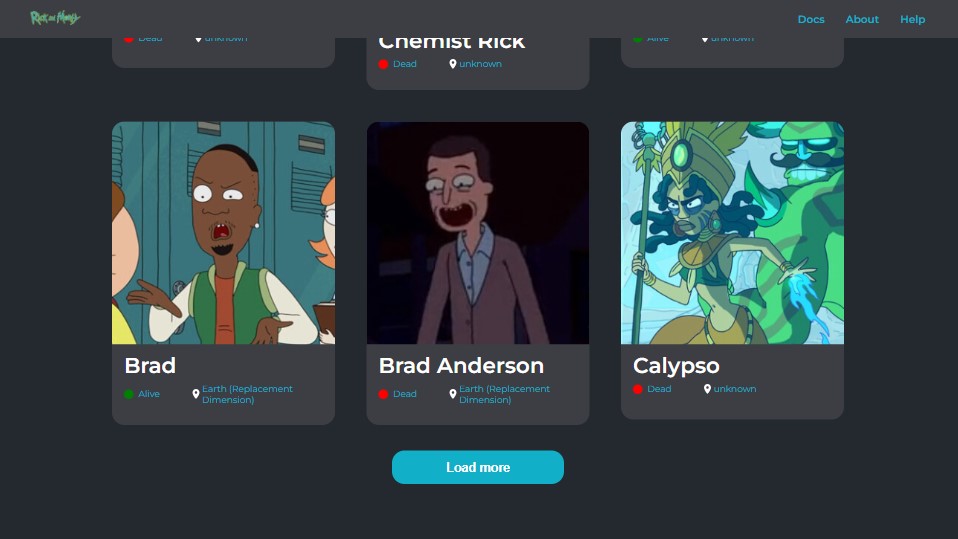 Rick and Morty
Docs
About
Help
Dead
unknown
Chemist Rick
Dead
unknown
Alive
unknown
Brad
Alive
Earth (Replacement
Dimension)
Brad Anderson
Dead
Earth (Replacement
Dimension)
Calypso
Dead
unknown
Load more